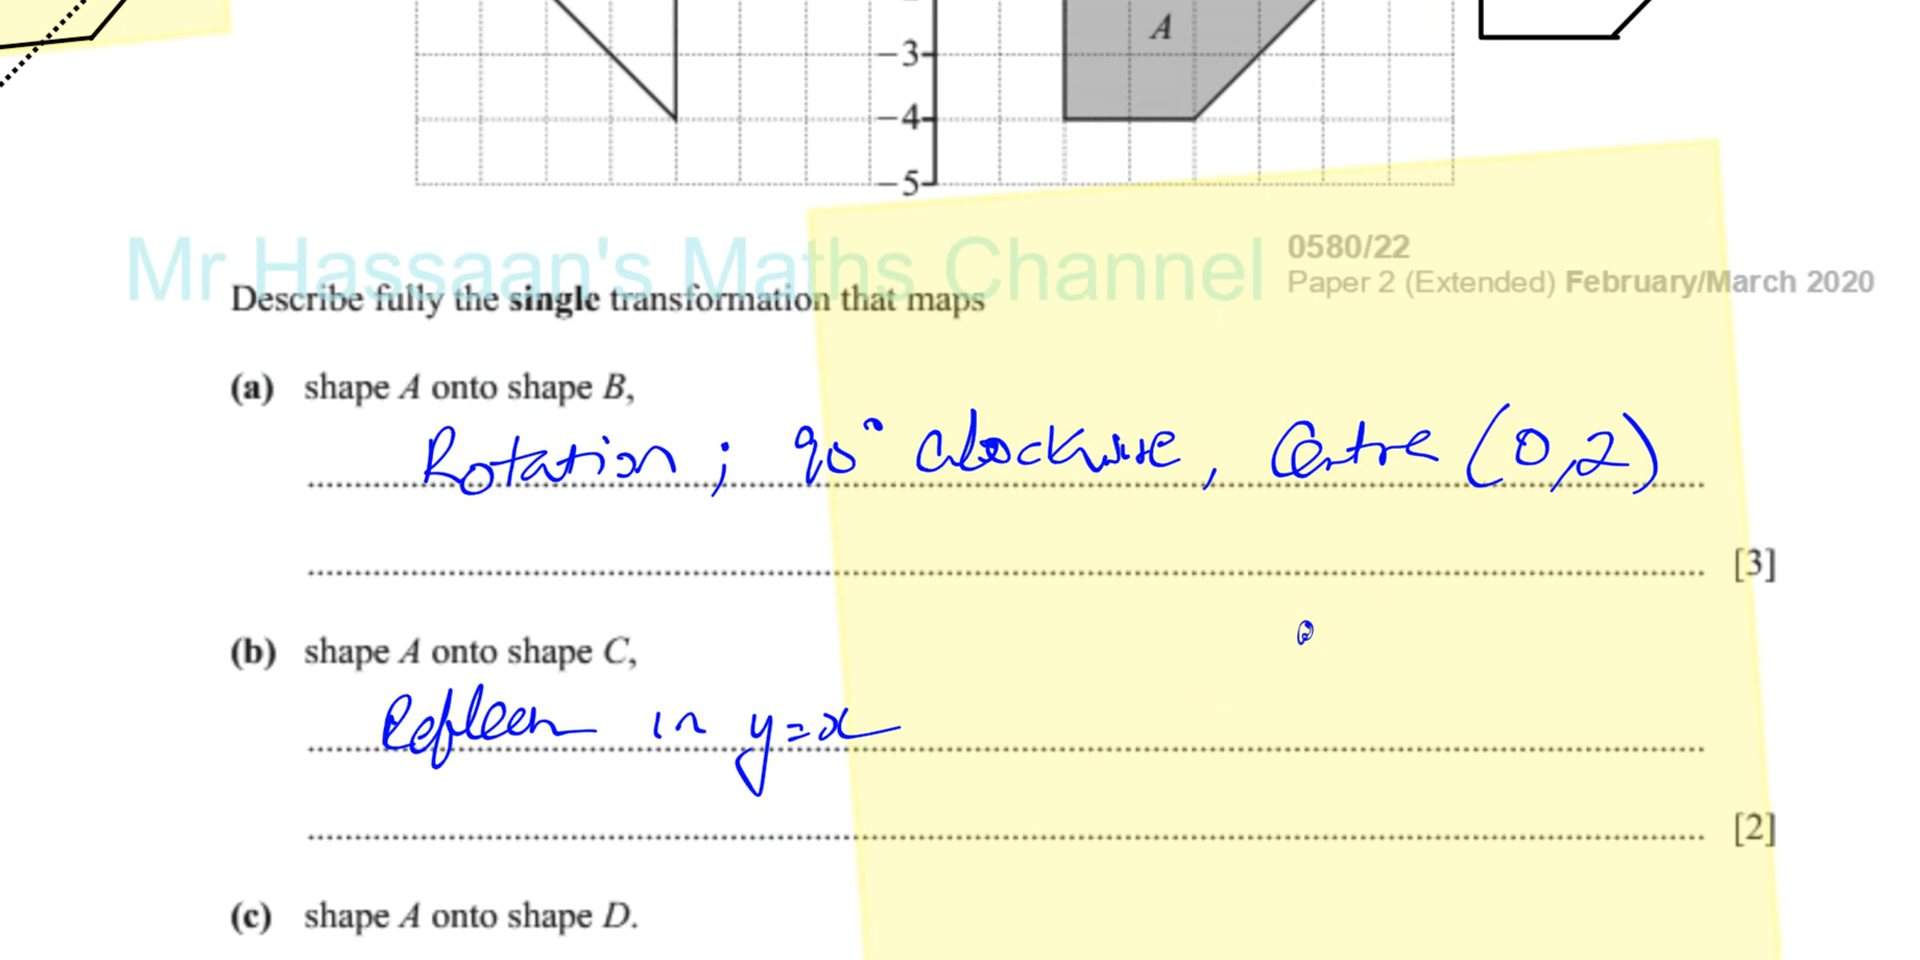 A
-3
-4
-5
Mr Hassaan's Maths Channel
0580/22
Paper 2 (Extended) February/March 2020
Describe fully the single transformation that maps
(a) shape A onto shape B,
Rotation ; 90° clockwise, Centre (0,2)
[3]
(b) shape A onto shape C,
in y=x
[2]
(c) shape A onto shape D.